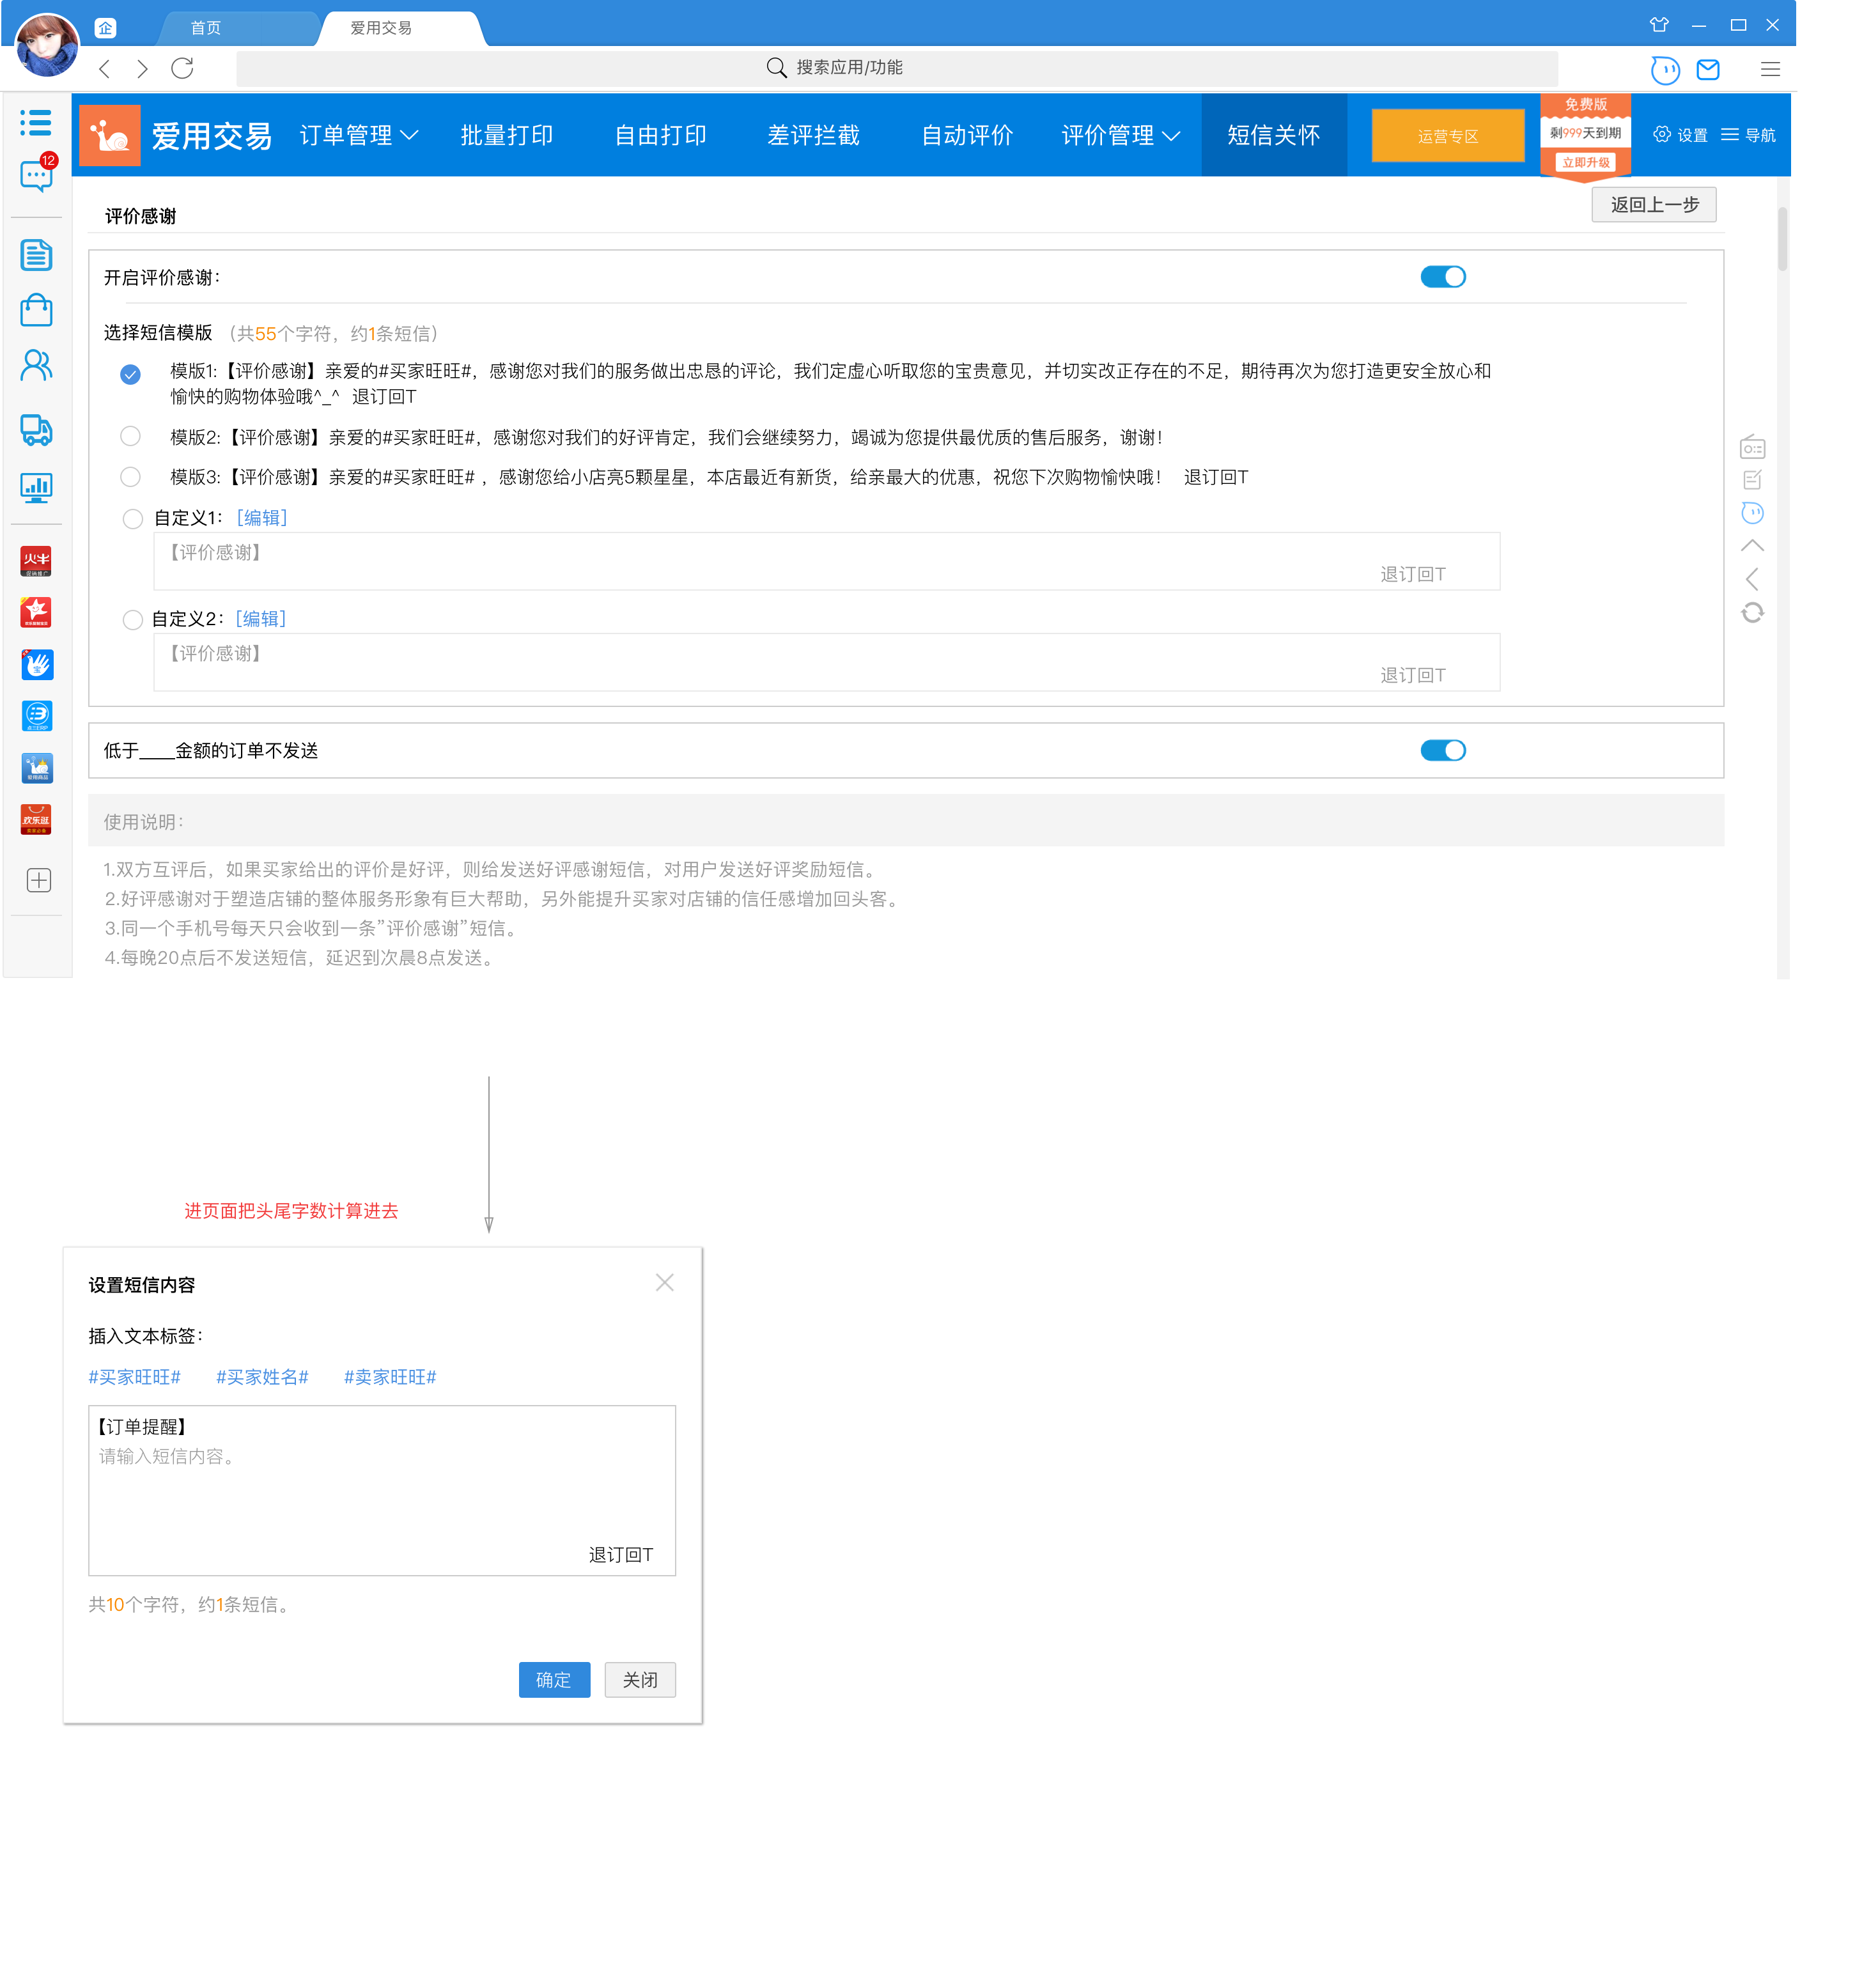 企
首页
爱用交易
搜索应用/功能
12
爱用交易
订单管理
批量打印
自由打印
差评拦截
自动评价
评价管理
短信关怀
运营专区
免费版
剩999天到期
立即升级
设置
导航
评价感谢
返回上一步
开启评价感谢：
选择短信模版 （共55个字符，约1条短信）
模版1:【评价感谢】亲爱的#买家旺旺#，感谢您对我们的服务做出忠恳的评论，我们定虚心听取您的宝贵意见，并切实改正存在的不足，期待再次为您打造更安全放心和
愉快的购物体验哦^_^ 退订回T
模版2:【评价感谢】亲爱的#买家旺旺#，感谢您对我们的好评肯定，我们会继续努力，竭诚为您提供最优质的售后服务，谢谢！
模版3:【评价感谢】亲爱的#买家旺旺# ，感谢您给小店亮5颗星星，本店最近有新货，给亲最大的优惠，祝您下次购物愉快哦！ 退订回T
自定义1： [编辑]
【评价感谢】
退订回T
自定义2： [编辑]
【评价感谢】
退订回T
火牛
宝
低于____金额的订单不发送
欢乐逛
使用说明：
1.双方互评后，如果买家给出的评价是好评，则给发送好评感谢短信，对用户发送好评奖励短信。
2.好评感谢对于塑造店铺的整体服务形象有巨大帮助，另外能提升买家对店铺的信任感增加回头客。
3.同一个手机号每天只会收到一条”评价感谢”短信。
4.每晚20点后不发送短信，延迟到次晨8点发送。
进页面把头尾字数计算进去
设置短信内容
插入文本标签：
#买家旺旺# #买家姓名# #卖家旺旺#
【订单提醒】
请输入短信内容。
退订回T
共10个字符，约1条短信。
确定
关闭